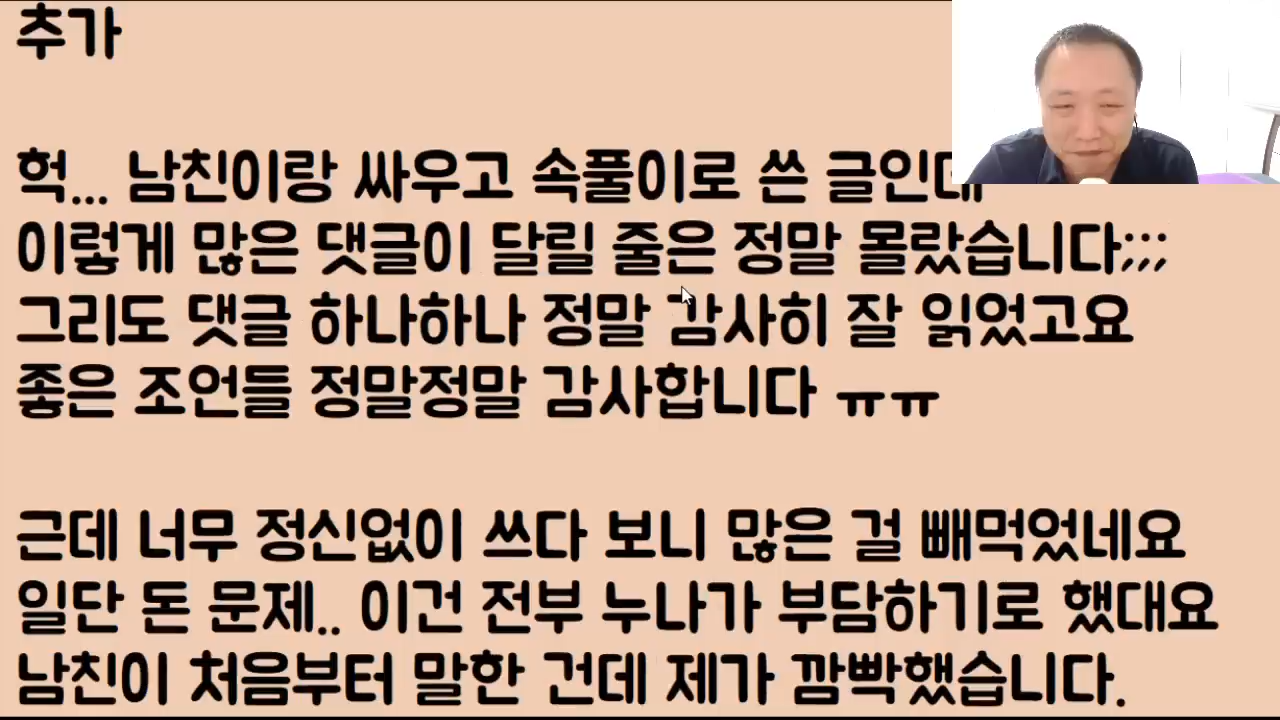 추가
헉... 남친이랑 싸우고 속풀이로 쓴 글인데
이렇게 많은 댓글이 달릴 줄은 정말 몰랐습니다;;;
그리도 댓글 하나하나 정말 감사히 잘 읽었고요
좋은 조언들 정말정말 감사합니다 ㅠㅠ
근데 너무 정신없이 쓰다 보니 많은 걸 빼먹었네요
일단 돈 문제.. 이건 전부 누나가 부담하기로 했대요
남친이 처음부터 말한 건데 제가 깜빡했습니다.